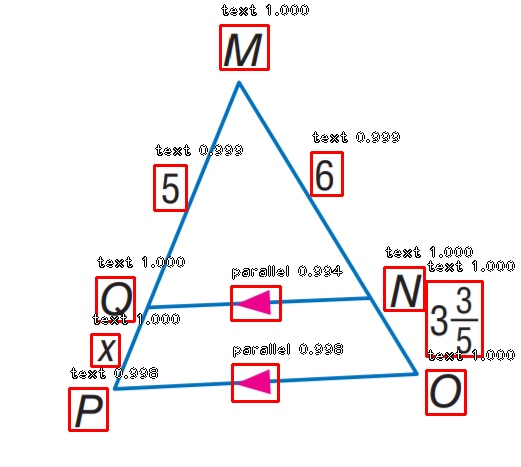 text 1.000
M
text 0.999
text 0.999
5
6
text 1.000
text 1.000
parallel 0.994
text 1.000
Q
N
3 3/5
text 1.000
x
parallel 0.998
text 1.000
text 0.998
P
O